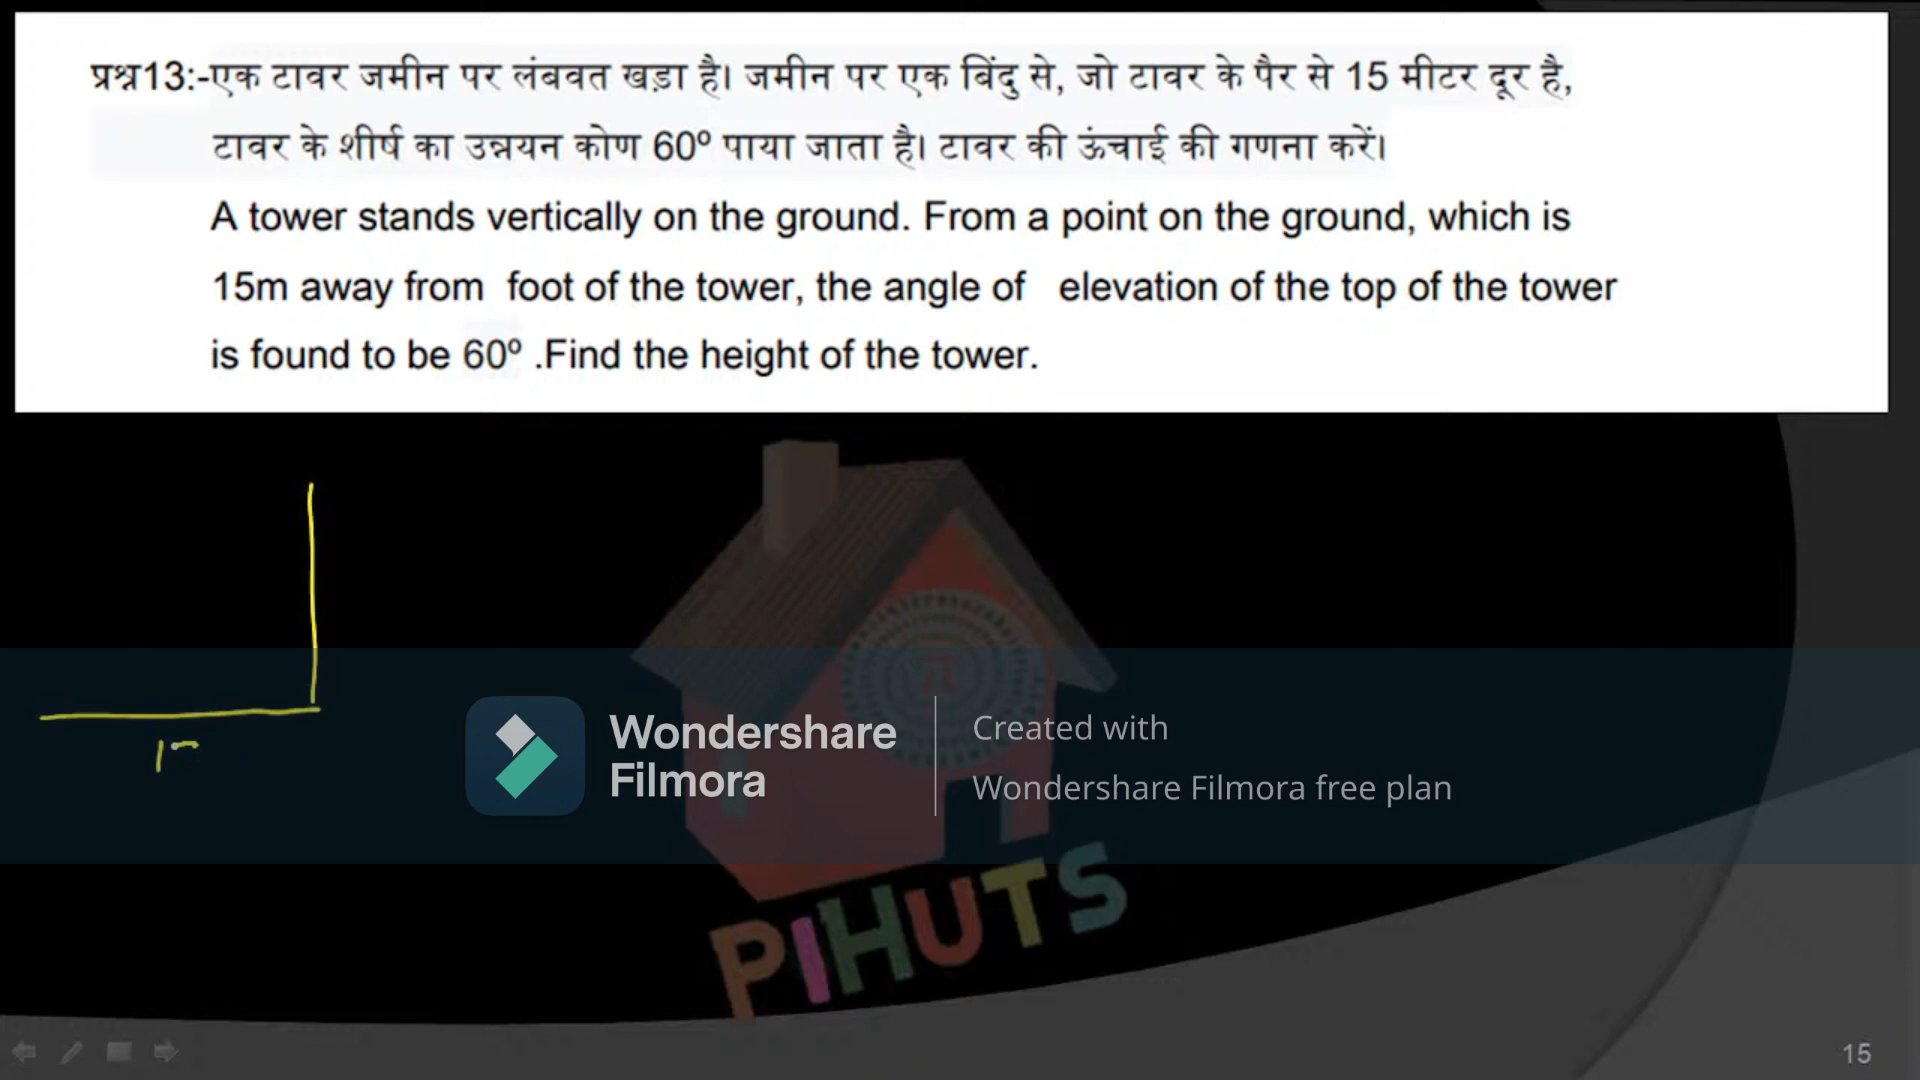 प्रश्न13:-एक टावर जमीन पर लंबवत खड़ा है। जमीन पर एक बिंदु से, जो टावर के पैर से 15 मीटर दूर है,
टावर के शीर्ष का उन्नयन कोण 60º पाया जाता है। टावर की ऊंचाई की गणना करें।
A tower stands vertically on the ground. From a point on the ground, which is
15m away from foot of the tower, the angle of elevation of the top of the tower
is found to be 60º .Find the height of the tower.
Wondershare
Filmora
Created with
Wondershare Filmora free plan
π
PIHUTS
15